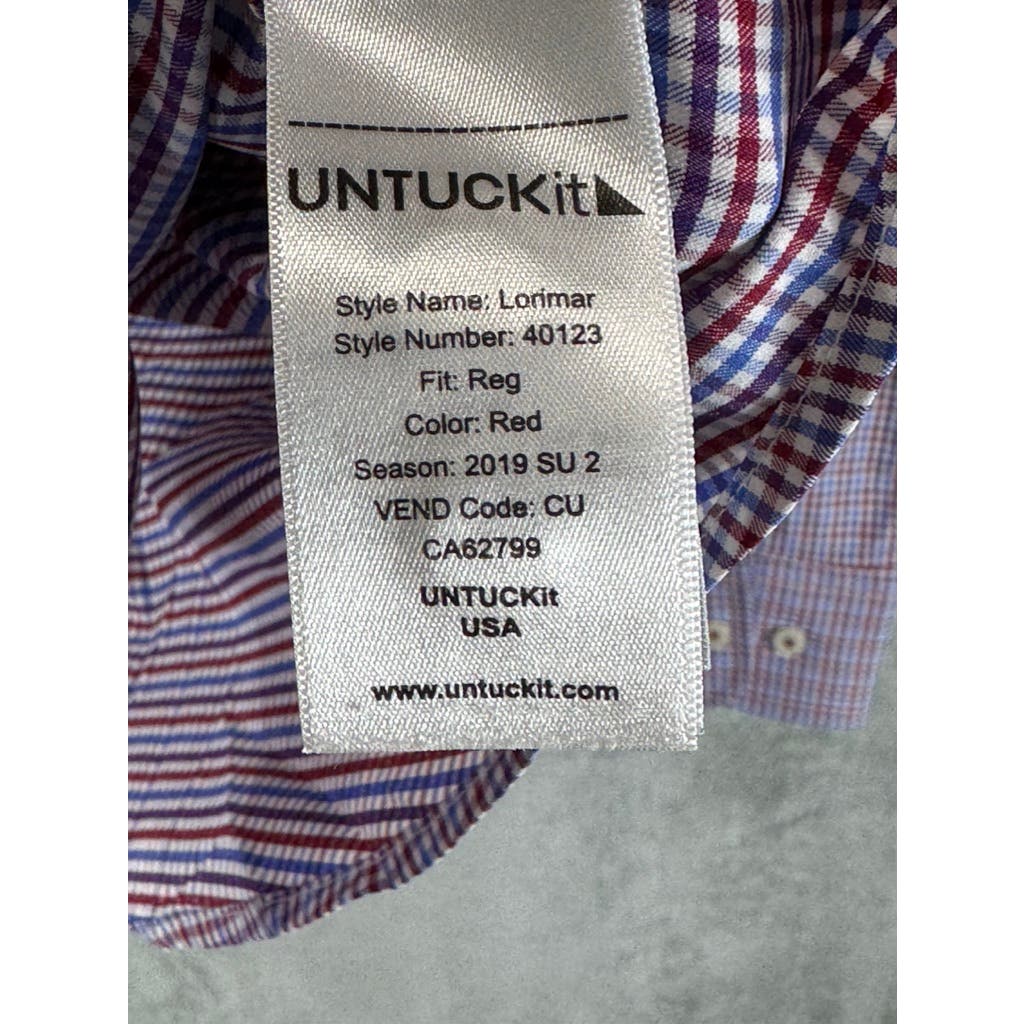 UNTUCKit
Style Name: Lorimar
Style Number: 40123
Fit: Reg
Color: Red
Season: 2019 SU 2
VEND Code: CU
CA62799
UNTUCKit
USA
www.untuckit.com